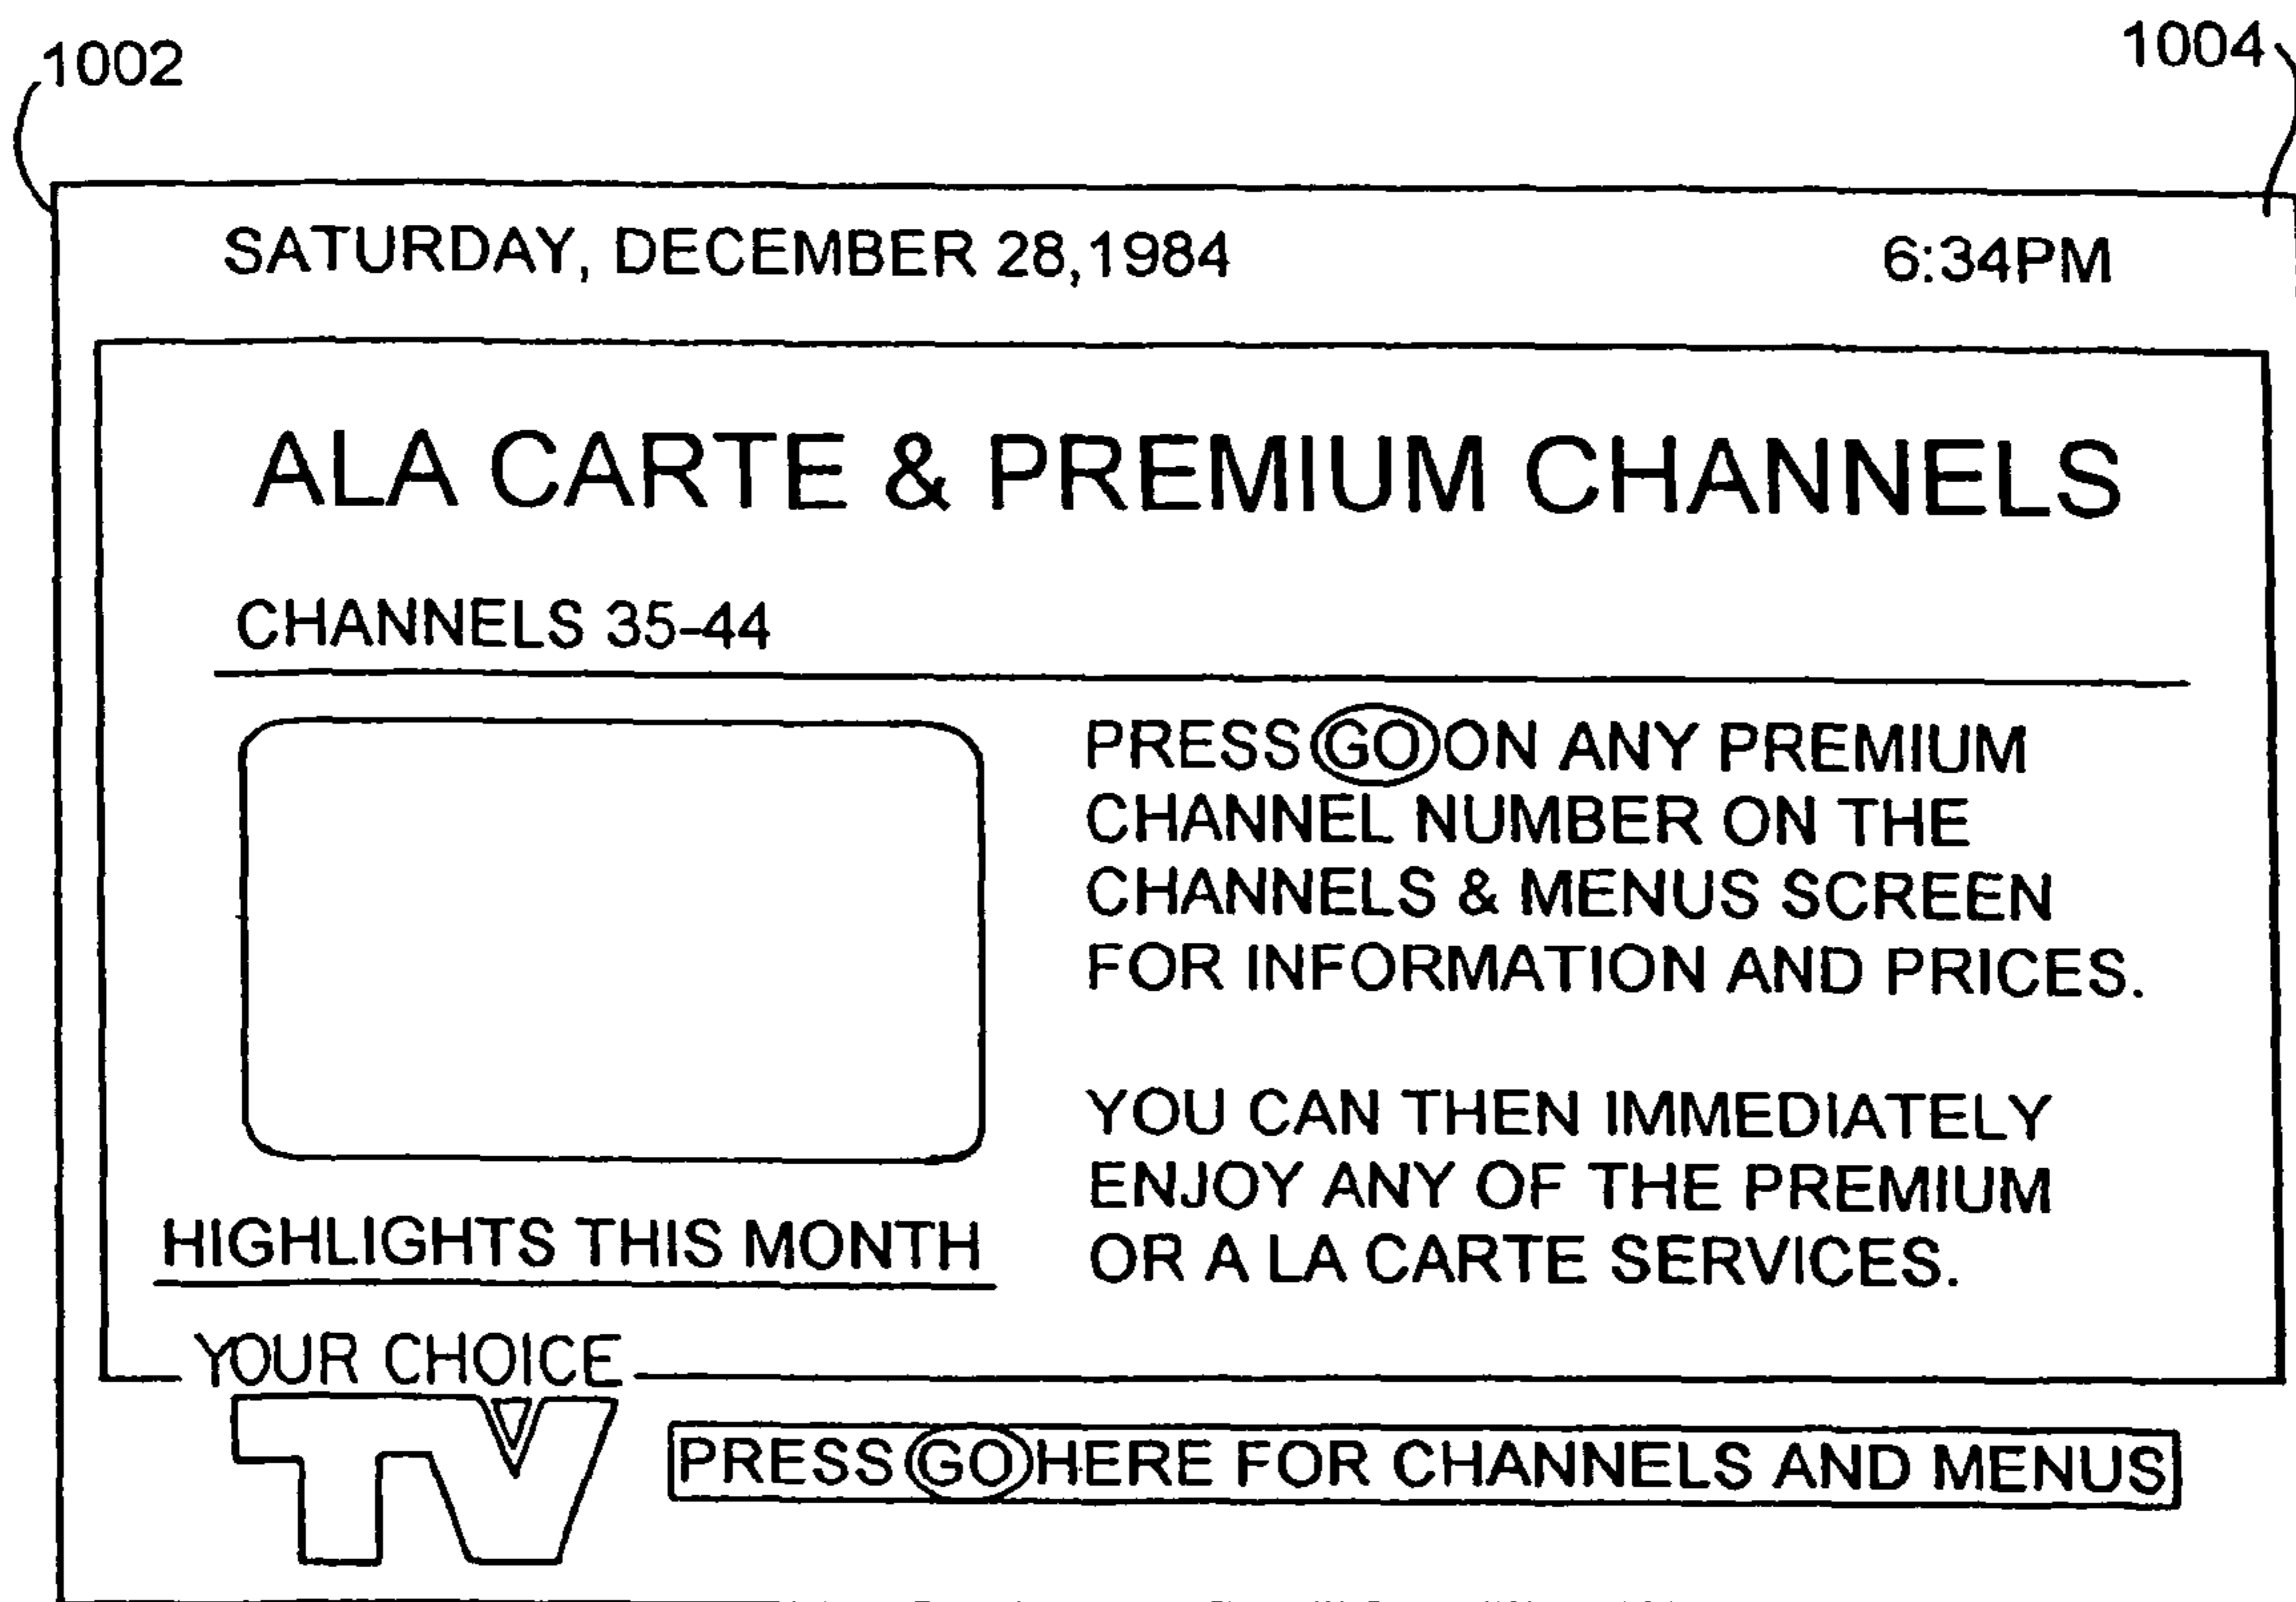 1002
1004
SATURDAY, DECEMBER 28,1984
6:34PM
ALA CARTE & PREMIUM CHANNELS
CHANNELS 35-44
PRESS GO ON ANY PREMIUM
CHANNEL NUMBER ON THE
CHANNELS & MENUS SCREEN
FOR INFORMATION AND PRICES.
YOU CAN THEN IMMEDIATELY
ENJOY ANY OF THE PREMIUM
OR A LA CARTE SERVICES.
HIGHLIGHTS THIS MONTH
YOUR CHOICE
TV
PRESS GO HERE FOR CHANNELS AND MENUS